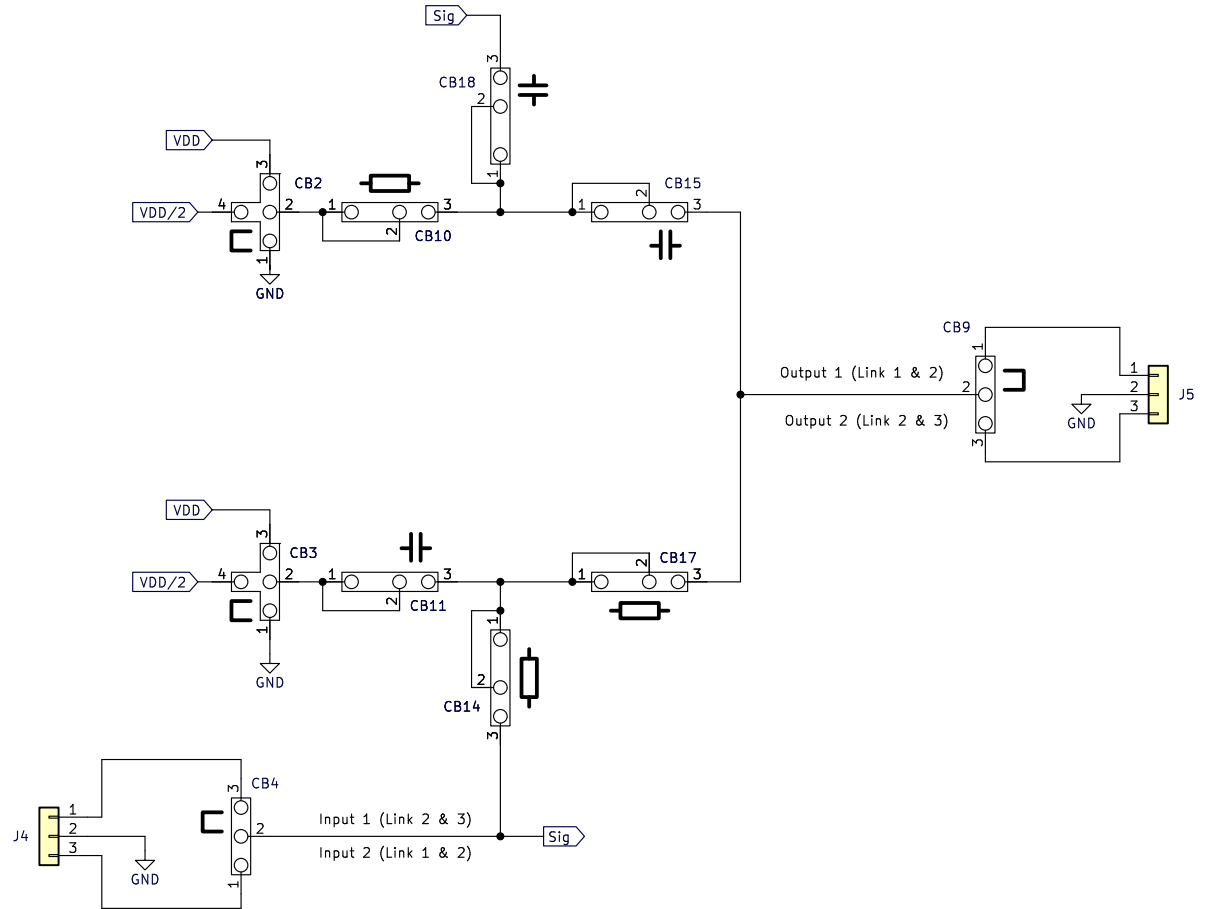 Sig
3
CB18
2
1
VDD
3
CB2
VDD/2
4
2
1
GND
1
3
2
CB10
CB15
1
2
3
CB9
1
Output 1 (Link 1 & 2)
2
Output 2 (Link 2 & 3)
3
1
2
3
GND
J5
VDD
3
CB3
VDD/2
4
2
1
GND
1
3
2
CB11
CB17
1
2
3
1
2
CB14
3
CB4
3
J4
1
2
3
GND
2
1
Input 1 (Link 2 & 3)
Input 2 (Link 1 & 2)
Sig